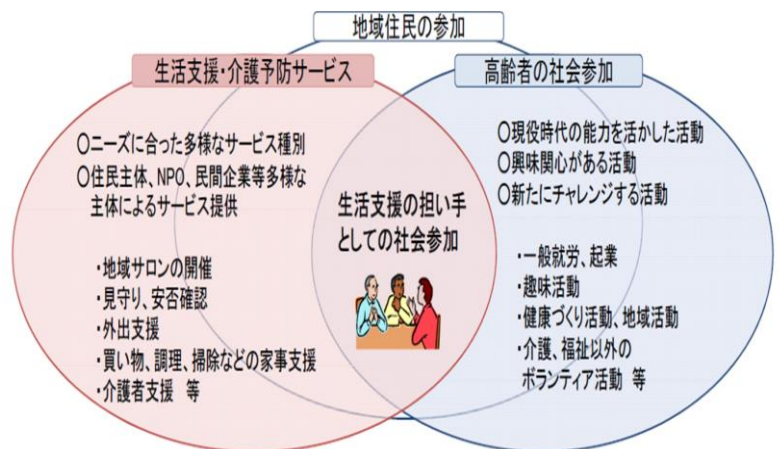 地域住民の参加
生活支援・介護予防サービス
○ニーズに合った多様なサービス種別
○住民主体、NPO、民間企業等多様な
主体によるサービス提供
・地域サロンの開催
・見守り、安否確認
・外出支援
・買い物、調理、掃除などの家事支援
・介護者支援 等
生活支援の担い手
としての社会参加
高齢者の社会参加
○現役時代の能力を活かした活動
○興味関心がある活動
○新たにチャレンジする活動
・一般就労、起業
・趣味活動
・健康づくり活動、地域活動
・介護、福祉以外の
ボランティア活動 等